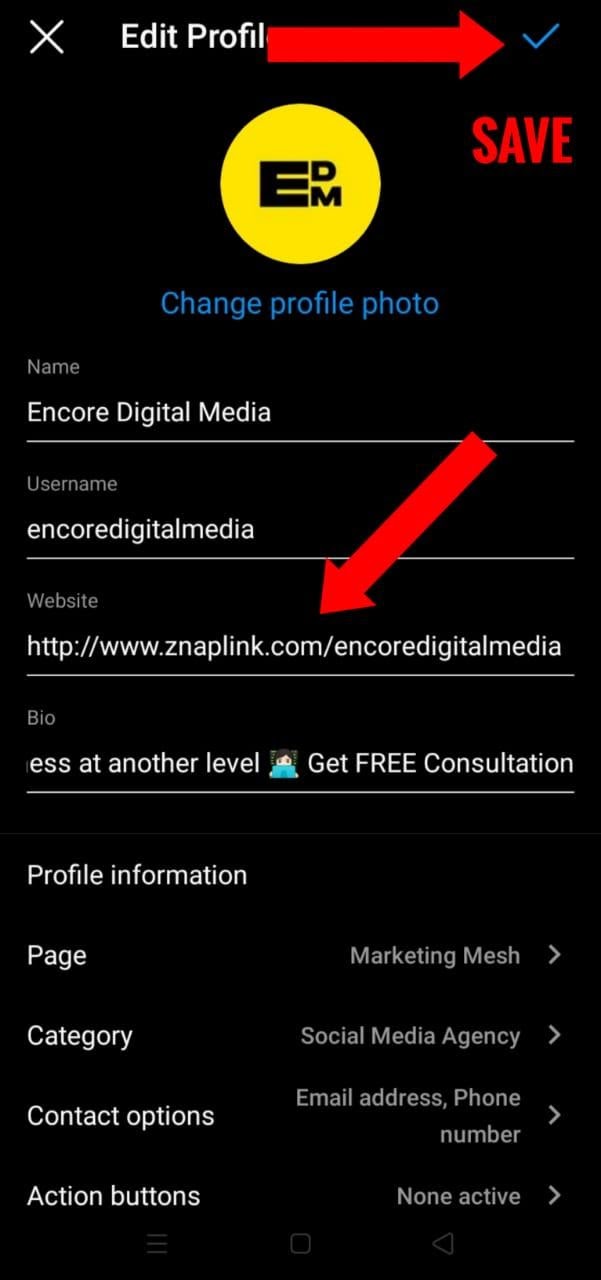 Edit Profil
SAVE
EDM
Change profile photo
Name
Encore Digital Media
Username
encoredigitalmedia
Website
http://www.znaplink.com/encoredigitalmedia
Bio
ess at another level 🧑🏻‍💻 Get FREE Consultation
Profile information
Page Marketing Mesh
Category Social Media Agency
Contact options Email address, Phone
number
Action buttons None active